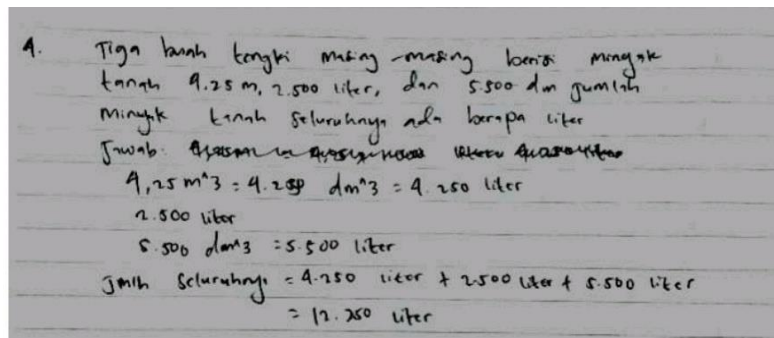 4. Tiga buah tangki masing-masing berisi minyak
tanah 4.25 m, 2.500 liter, dan 5.500 dm jumlah
minyak tanah seluruhnya ada berapa liter
Jawab:
4,25 m^3 = 4.250 dm^3 = 4.250 liter
2.500 liter
5.500 dm^3 = 5.500 liter
Jmlh seluruhnya = 4.250 liter + 2.500 liter + 5.500 liter
= 12.250 liter